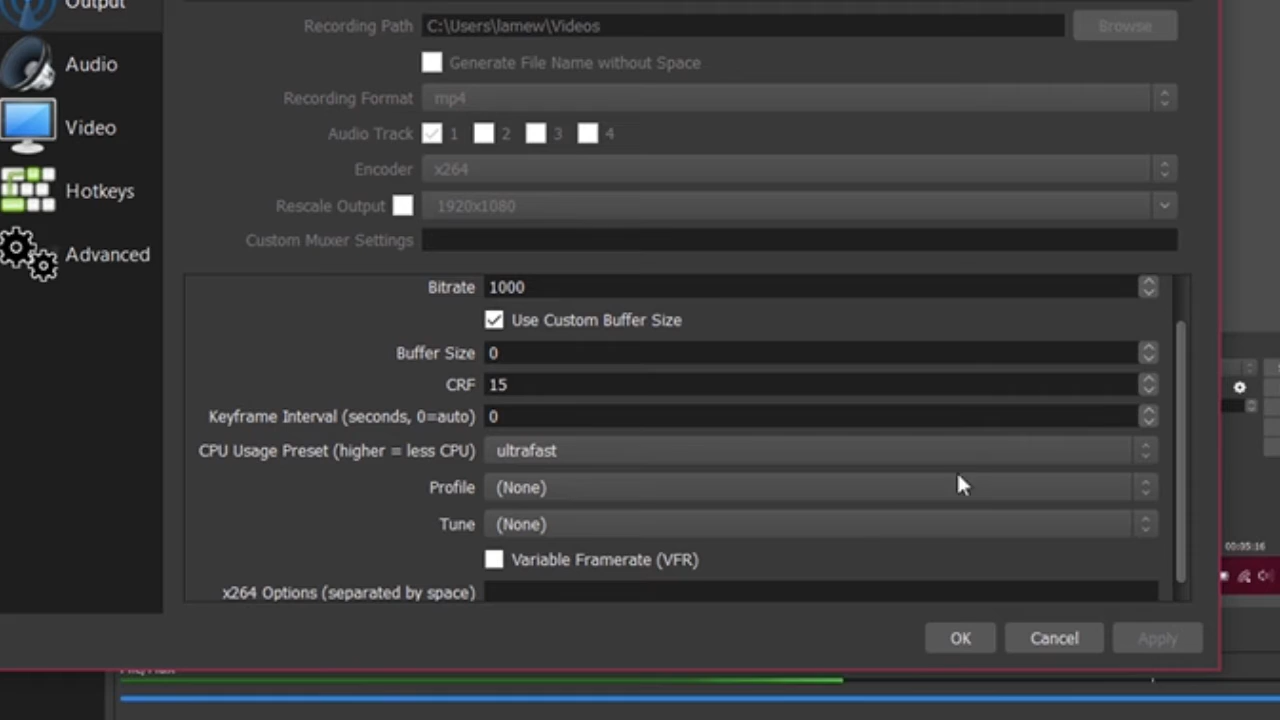 Output
Recording Path C:\Users\lamew\Videos Browse
Audio
Generate File Name without Space
Recording Format mp4
Video
Audio Track 1 2 3 4
Encoder x264
Hotkeys
Rescale Output 1920x1080
Custom Muxer Settings
Advanced
Bitrate 1000
Use Custom Buffer Size
Buffer Size 0
CRF 15
Keyframe Interval (seconds, 0=auto) 0
CPU Usage Preset (higher = less CPU) ultrafast
Profile (None)
Tune (None)
00:05:16
Variable Framerate (VFR)
x264 Options (separated by space)
OK Cancel Apply